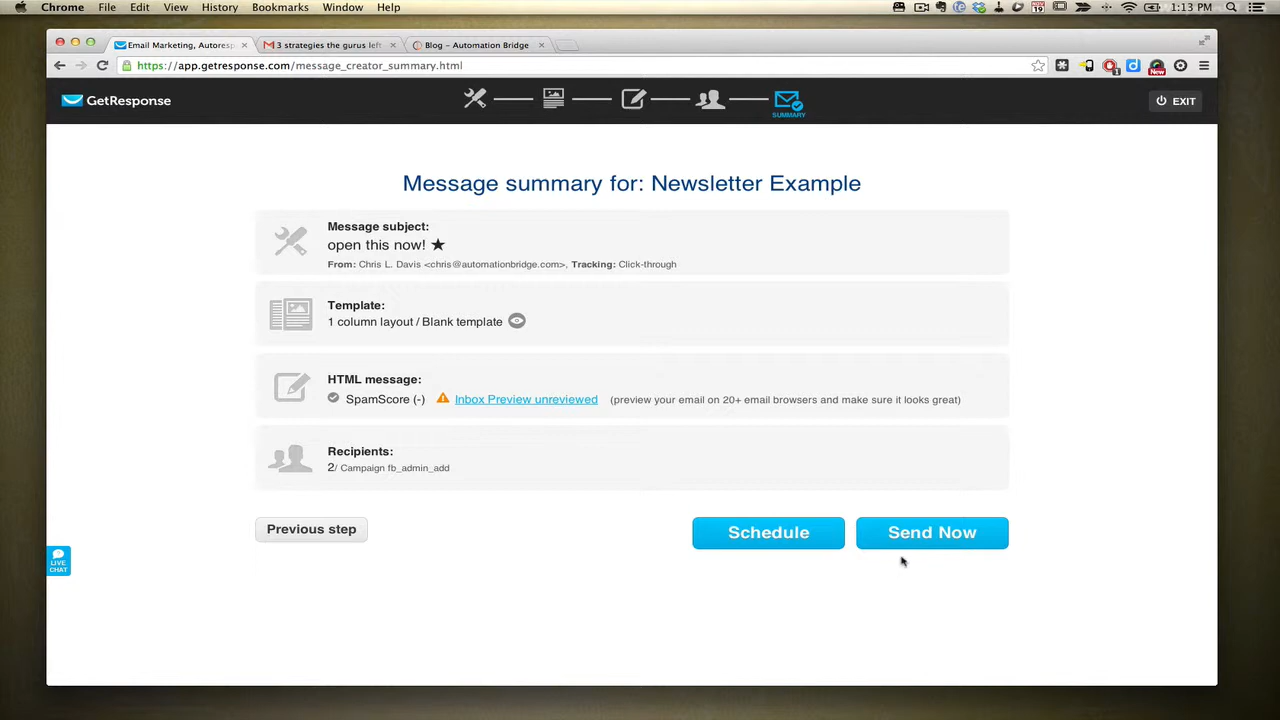 Chrome File Edit View History Bookmarks Window Help 19 1:13 PM
Email Marketing, Autoresp × 3 strategies the gurus left × Blog – Automation Bridge ×
https://app.getresponse.com/message_creator_summary.html
1 New
GetResponse
SUMMARY
EXIT
Message summary for: Newsletter Example
Message subject:
open this now! ★
From: Chris L. Davis <chris@automationbridge.com>, Tracking: Click-through
Template:
1 column layout / Blank template
HTML message:
SpamScore (-) Inbox Preview unreviewed (preview your email on 20+ email browsers and make sure it looks great)
Recipients:
2/ Campaign fb_admin_add
Previous step
Schedule
Send Now
LIVE
CHAT